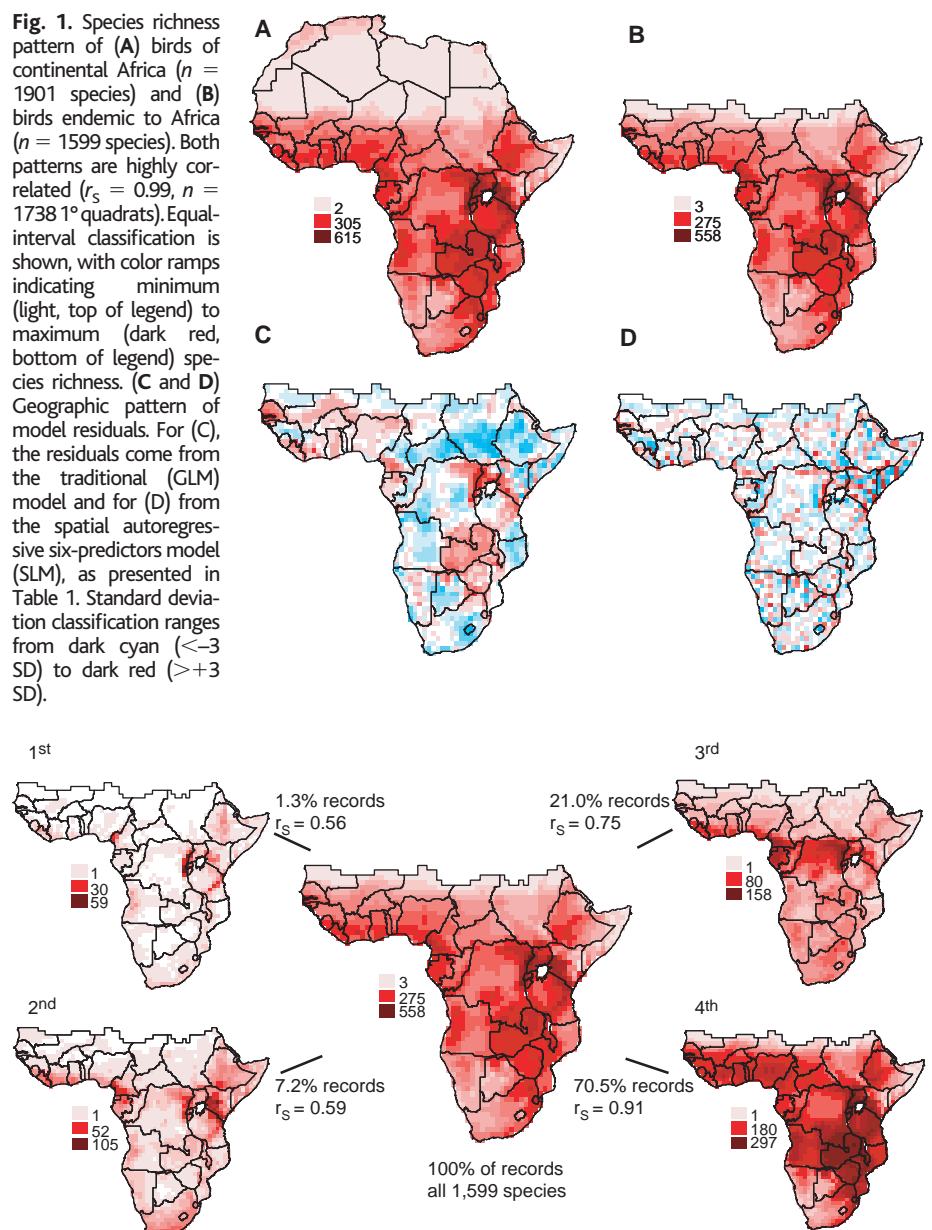 Fig. 1. Species richness
pattern of (A) birds of
continental Africa (n =
1901 species) and (B)
birds endemic to Africa
(n = 1599 species). Both
patterns are highly cor-
related (rS = 0.99, n =
1738 1° quadrats). Equal-
interval classification is
shown, with color ramps
indicating minimum
(light, top of legend) to
maximum (dark red,
bottom of legend) spe-
cies richness. (C and D)
Geographic pattern of
model residuals. For (C),
the residuals come from
the traditional (GLM)
model and for (D) from
the spatial autoregres-
sive six-predictors model
(SLM), as presented in
Table 1. Standard devia-
tion classification ranges
from dark cyan (<–3
SD) to dark red (>+3
SD).
A
2
305
615
B
3
275
558
C
D
1st
1
30
59
1.3% records
rS = 0.56
21.0% records
rS = 0.75
3rd
1
80
158
3
275
558
2nd
1
52
105
7.2% records
rS = 0.59
70.5% records
rS = 0.91
4th
1
180
297
100% of records
all 1,599 species